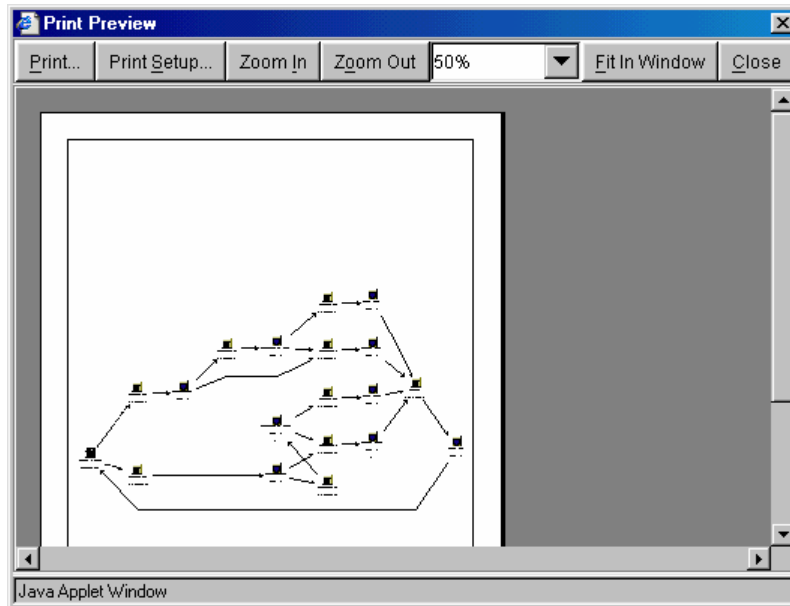 Print Preview
Print... Print Setup... Zoom In Zoom Out 50% Fit In Window Close
Java Applet Window